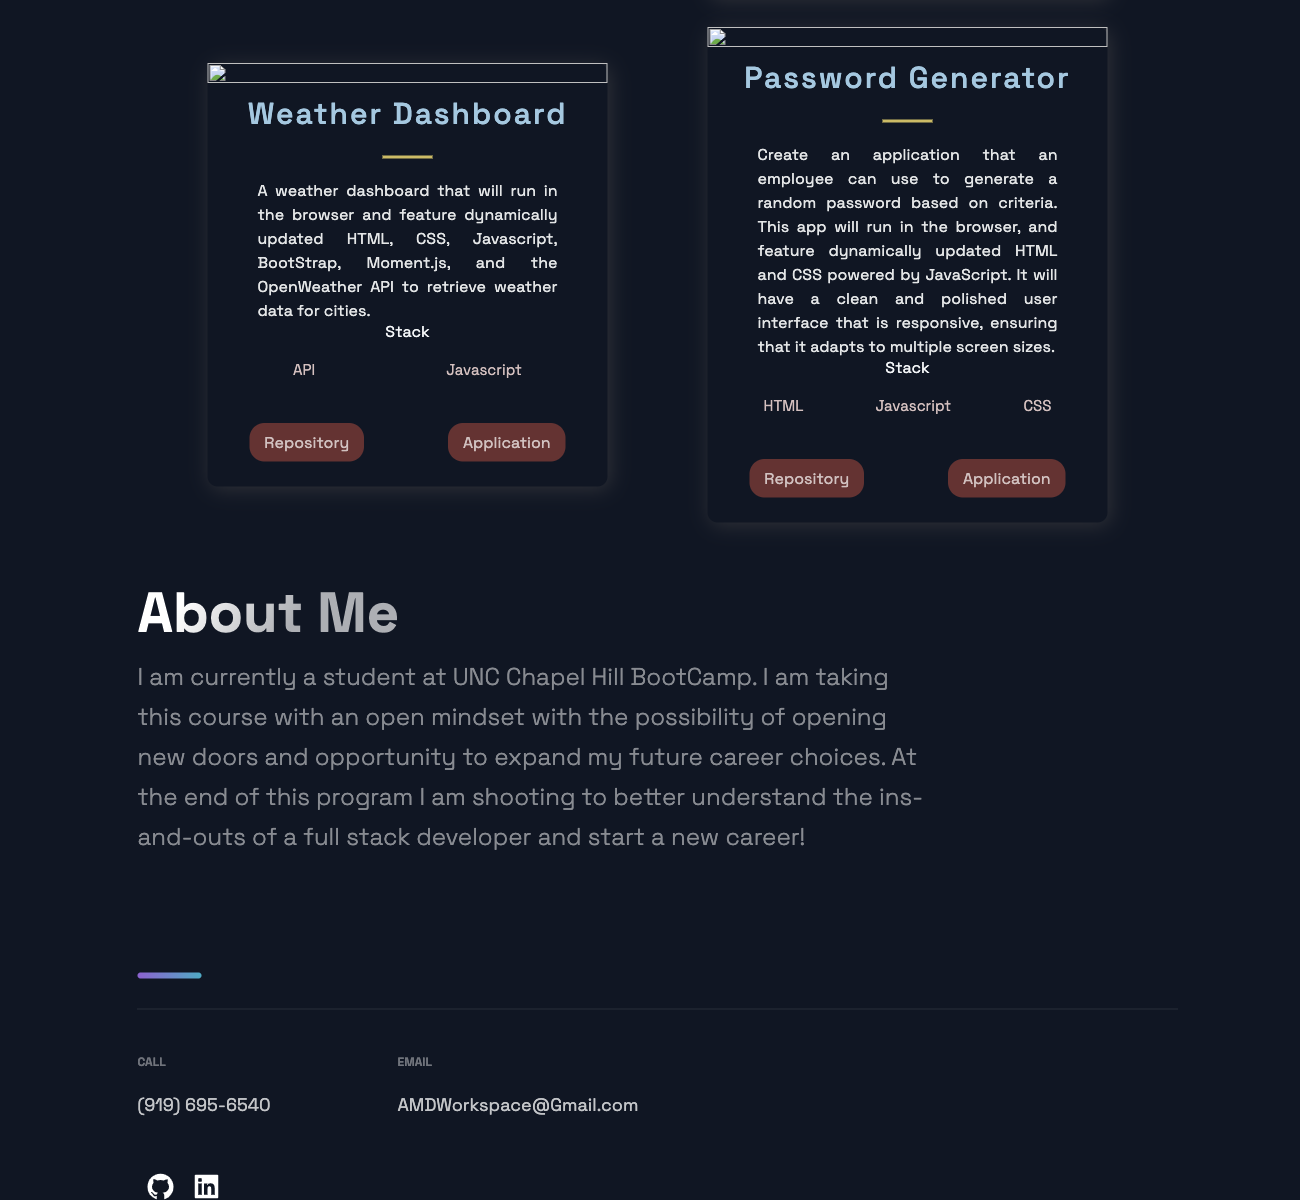 Weather Dashboard
A weather dashboard that will run in
the browser and feature dynamically
updated HTML, CSS, Javascript,
BootStrap, Moment.js, and the
OpenWeather API to retrieve weather
data for cities.
Stack
API Javascript
Repository Application
Password Generator
Create an application that an
employee can use to generate a
random password based on criteria.
This app will run in the browser, and
feature dynamically updated HTML
and CSS powered by JavaScript. It will
have a clean and polished user
interface that is responsive, ensuring
that it adapts to multiple screen sizes.
Stack
HTML Javascript CSS
Repository Application
About Me
I am currently a student at UNC Chapel Hill BootCamp. I am taking
this course with an open mindset with the possibility of opening
new doors and opportunity to expand my future career choices. At
the end of this program I am shooting to better understand the ins-
and-outs of a full stack developer and start a new career!
CALL EMAIL
(919) 695-6540 AMDWorkspace@Gmail.com
in